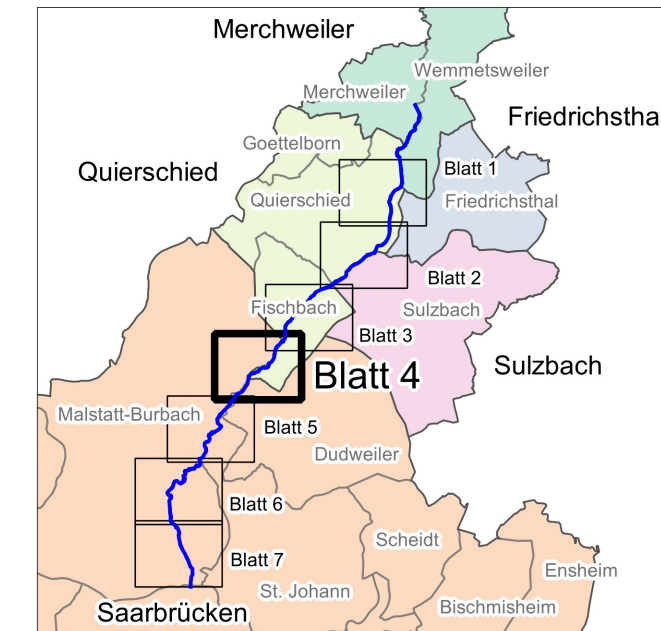 Merchweiler
Wemmetsweiler
Merchweiler
Friedrichstha
Goettelborn
Quierschied
Blatt 1
Quierschied
Friedrichsthal
Blatt 2
Fischbach
Sulzbach
Blatt 3
Sulzbach
Blatt 4
Malstatt-Burbach
Blatt 5
Dudweiler
Blatt 6
Scheidt
Blatt 7
Ensheim
St. Johann
Bischmisheim
Saarbrücken